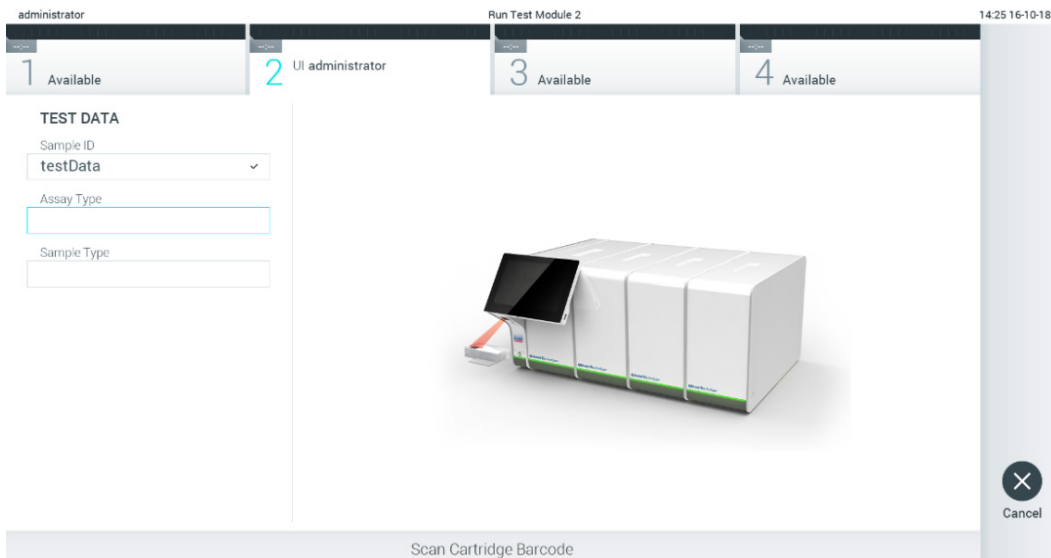 administrator
Run Test Module 2
14:25 16-10-18
--:--
--:--
--:--
--:--
1 Available
2 UI administrator
3 Available
4 Available
TEST DATA
Sample ID
testData
Assay Type
Sample Type
Cancel
Scan Cartridge Barcode